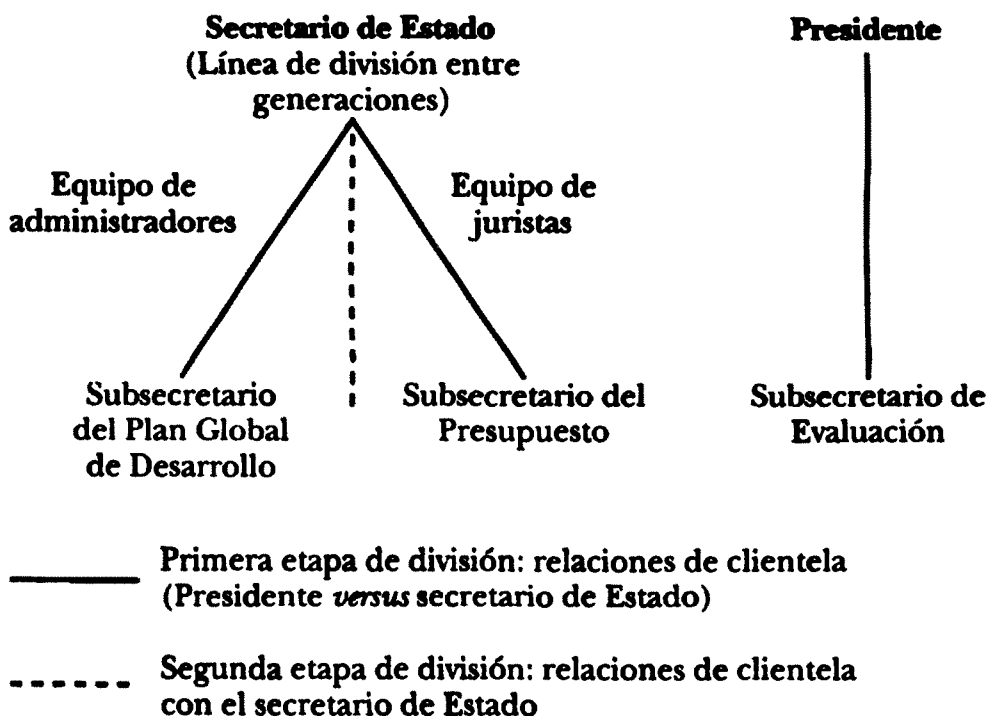 Secretario de Estado
(Línea de división entre
generaciones)
Presidente
Equipo de
administradores
Equipo de
juristas
Subsecretario
del Plan Global
de Desarrollo
Subsecretario del
Presupuesto
Subsecretario de
Evaluación
Primera etapa de división: relaciones de clientela
(Presidente versus secretario de Estado)
Segunda etapa de división: relaciones de clientela
con el secretario de Estado